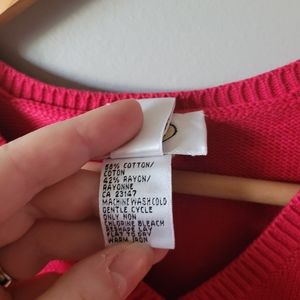 58% COTTON/
COTON
42% RAYON/
RAYONNE
CA 23147
MACHINE WASH COLD
GENTLE CYCLE
ONLY NON
CHLORINE BLEACH
RESHAPE LAY
FLAT TO DRY
WARM IRON